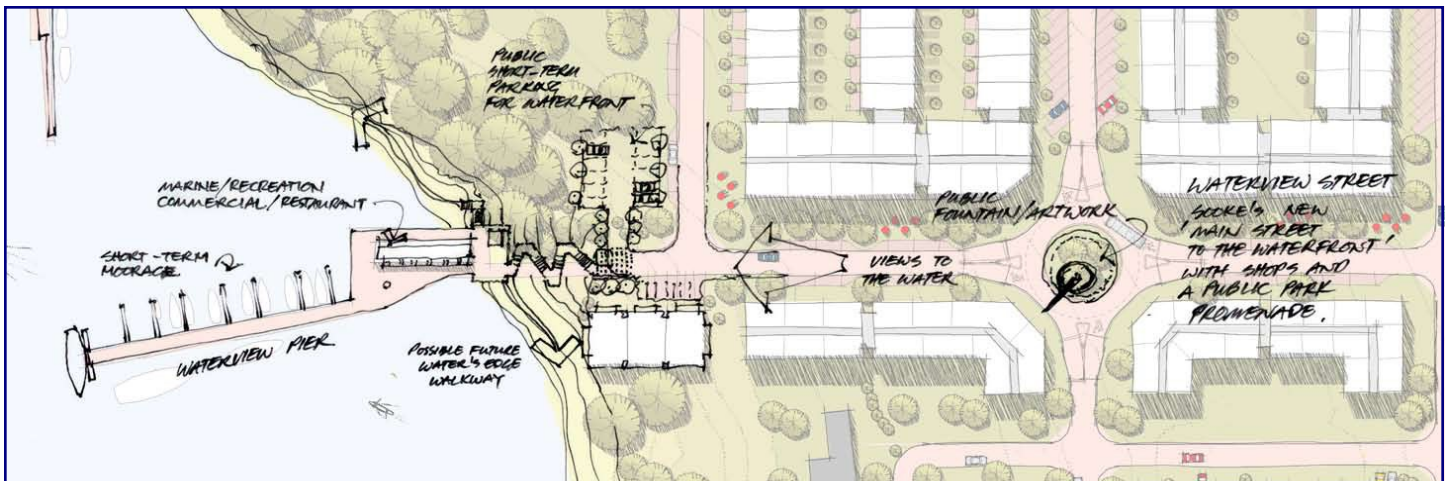 PUBLIC
SHORT-TERM
PARKING
FOR WATERFRONT
MARINE/RECREATION
COMMERCIAL/RESTAURANT
SHORT-TERM
MOORAGE
WATERVIEW PIER
POSSIBLE FUTURE
WATER'S EDGE
WALKWAY
VIEWS TO
THE WATER
PUBLIC
FOUNTAIN/ARTWORK
WATERVIEW STREET
'SOOKE'S NEW
MAIN STREET
TO THE WATERFRONT'
WITH SHOPS AND
A PUBLIC PARK
PROMENADE.